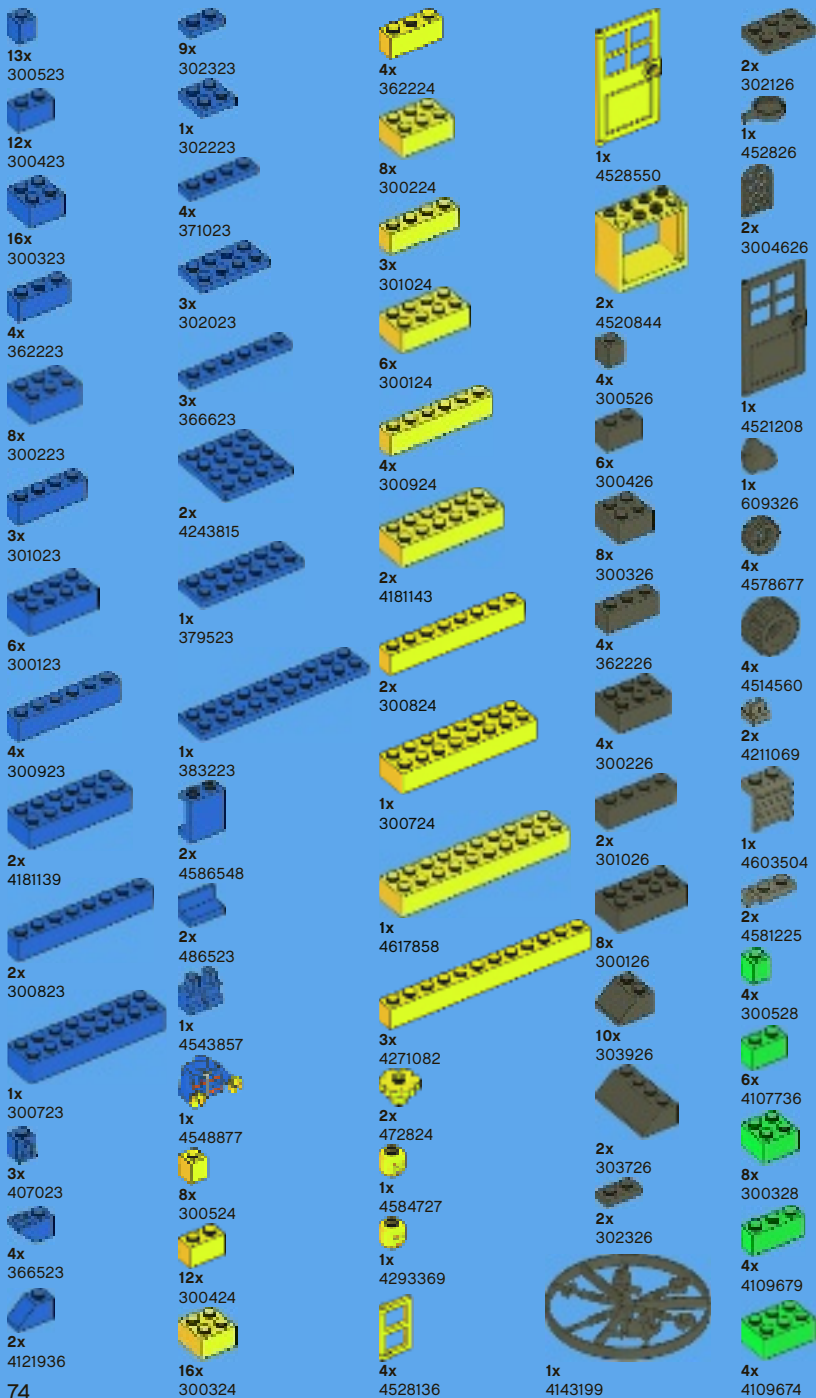 13x
300523
12x
300423
16x
300323
4x
362223
8x
300223
3x
301023
6x
300123
4x
300923
2x
4181139
2x
300823
1x
300723
3x
407023
4x
366523
2x
4121936
74
9x
302323
1x
302223
4x
371023
3x
302023
3x
366623
2x
4243815
1x
379523
1x
383223
2x
4586548
2x
486523
1x
4543857
1x
4548877
8x
300524
12x
300424
16x
300324
4x
362224
8x
300224
3x
301024
6x
300124
4x
300924
2x
4181143
2x
300824
1x
300724
1x
4617858
3x
4271082
2x
472824
1x
4584727
1x
4293369
4x
4528136
1x
4528550
2x
4520844
4x
300526
6x
300426
8x
300326
4x
362226
4x
300226
2x
301026
8x
300126
10x
303926
2x
303726
2x
302326
1x
4143199
2x
302126
1x
452826
2x
3004626
1x
4521208
1x
609326
4x
4578677
4x
4514560
2x
4211069
1x
4603504
2x
4581225
4x
300528
6x
4107736
8x
300328
4x
4109679
4x
4109674